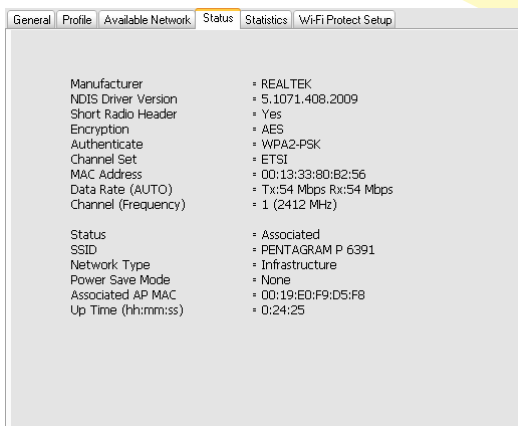 General Profile Available Network Status Statistics Wi-Fi Protect Setup
Manufacturer = REALTEK
NDIS Driver Version = 5.1071.408.2009
Short Radio Header = Yes
Encryption = AES
Authenticate = WPA2-PSK
Channel Set = ETSI
MAC Address = 00:13:33:80:B2:56
Data Rate (AUTO) = Tx:54 Mbps Rx:54 Mbps
Channel (Frequency) = 1 (2412 MHz)
Status = Associated
SSID = PENTAGRAM P 6391
Network Type = Infrastructure
Power Save Mode = None
Associated AP MAC = 00:19:E0:F9:D5:F8
Up Time (hh:mm:ss) = 0:24:25